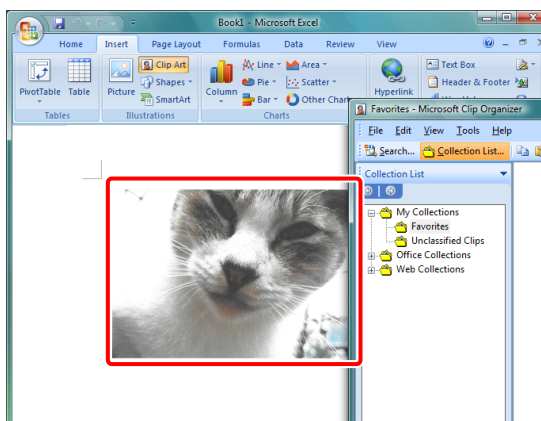 Book1 - Microsoft Excel
Home Insert Page Layout Formulas Data Review View
PivotTable Table Picture Clip Art Shapes SmartArt Column Line Pie Bar Area Scatter Other Chart Hyperlink Text Box Header & Footer
Tables Illustrations Charts
Favorites - Microsoft Clip Organizer
File Edit View Tools Help
Search... Collection List...
Collection List
My Collections
Favorites
Unclassified Clips
Office Collections
Web Collections